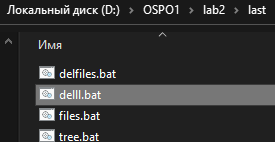 Локальный диск (D:) > OSPO1 > lab2 > last
Имя
delfiles.bat
delll.bat
files.bat
tree.bat